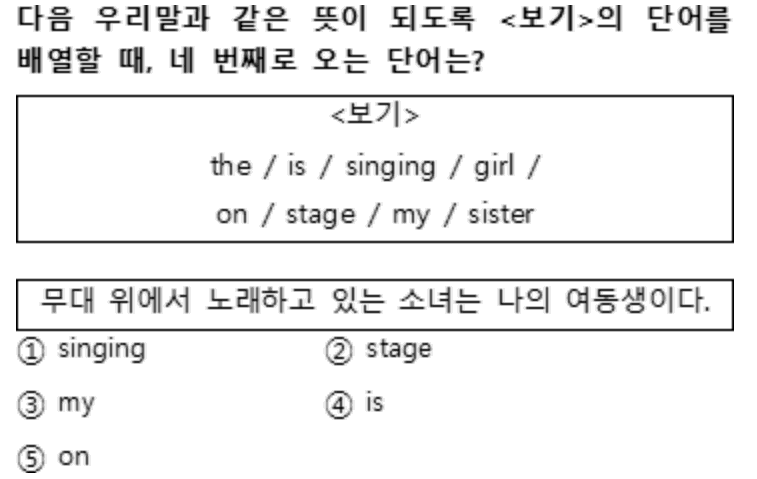 다음 우리말과 같은 뜻이 되도록 <보기>의 단어를
배열할 때, 네 번째로 오는 단어는?
<보기>
the / is / singing / girl /
on / stage / my / sister
무대 위에서 노래하고 있는 소녀는 나의 여동생이다.
① singing ② stage
③ my ④ is
⑤ on